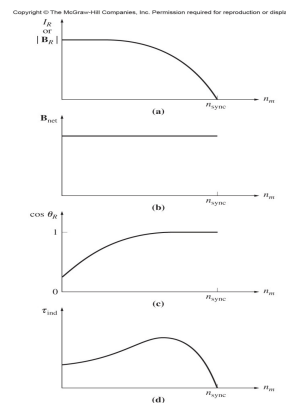 Copyright © The McGraw-Hill Companies, Inc. Permission required for reproduction or displa
I_R
or
| B_R |
n_sync
n_m
(a)
B_net
n_sync
n_m
(b)
cos θ_R
1
0
n_sync
n_m
(c)
τ_ind
n_sync
n_m
(d)